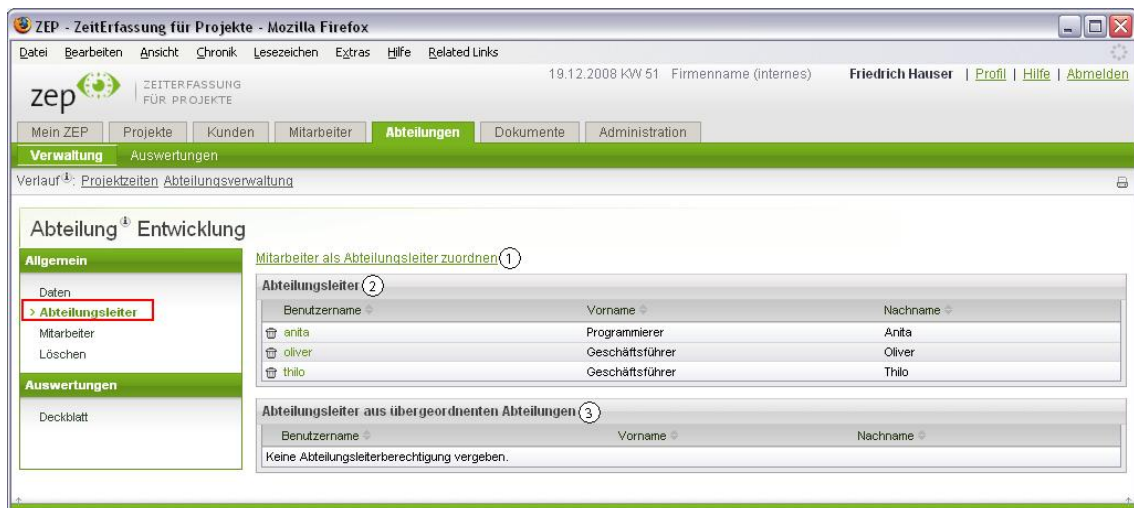 ZEP - ZeitErfassung für Projekte - Mozilla Firefox
Datei Bearbeiten Ansicht Chronik Lesezeichen Extras Hilfe Related Links
19.12.2008 KW 51 Firmenname (internes) Friedrich Hauser | Profil | Hilfe | Abmelden
zep ZEITERFASSUNG
FÜR PROJEKTE
Mein ZEP Projekte Kunden Mitarbeiter Abteilungen Dokumente Administration
Verwaltung Auswertungen
Verlauf i: Projektzeiten Abteilungsverwaltung
Abteilung i Entwicklung
Allgemein
Daten
> Abteilungsleiter
Mitarbeiter
Löschen
Auswertungen
Deckblatt
Mitarbeiter als Abteilungsleiter zuordnen 1
Abteilungsleiter 2
Benutzername Vorname Nachname
anita Programmierer Anita
oliver Geschäftsführer Oliver
thilo Geschäftsführer Thilo
Abteilungsleiter aus übergeordnenten Abteilungen 3
Benutzername Vorname Nachname
Keine Abteilungsleiterberechtigung vergeben.